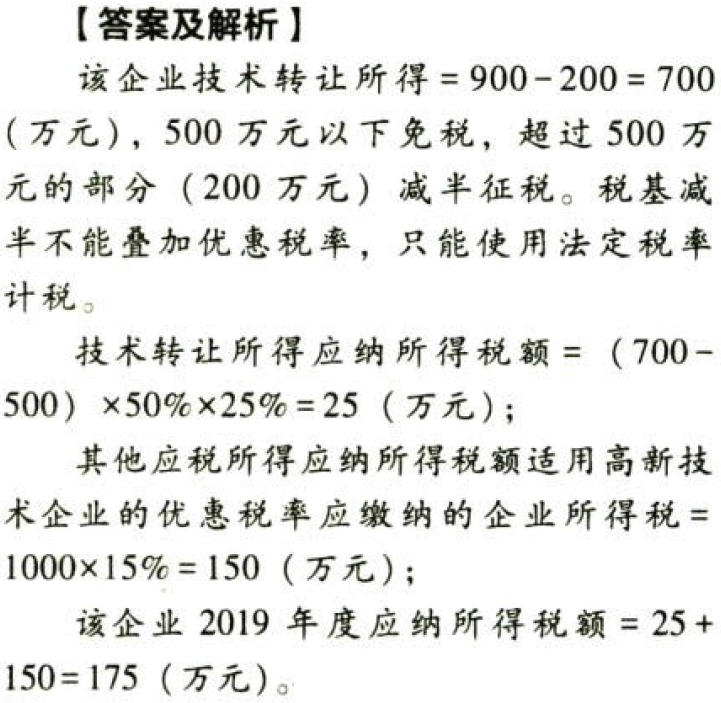 【答案及解析】
该企业技术转让所得=900-200=700
(万元)，500 万元以下免税，超过 500 万
元的部分（200 万元）减半征税。税基减
半不能叠加优惠税率，只能使用法定税率
计税。
技术转让所得应纳所得税额=（700-
500）×50%×25%=25（万元）；
其他应税所得应纳所得税额适用高新技
术企业的优惠税率应缴纳的企业所得税=
1000×15%=150（万元）；
该企业 2019 年度应纳所得税额=25+
150=175（万元）。